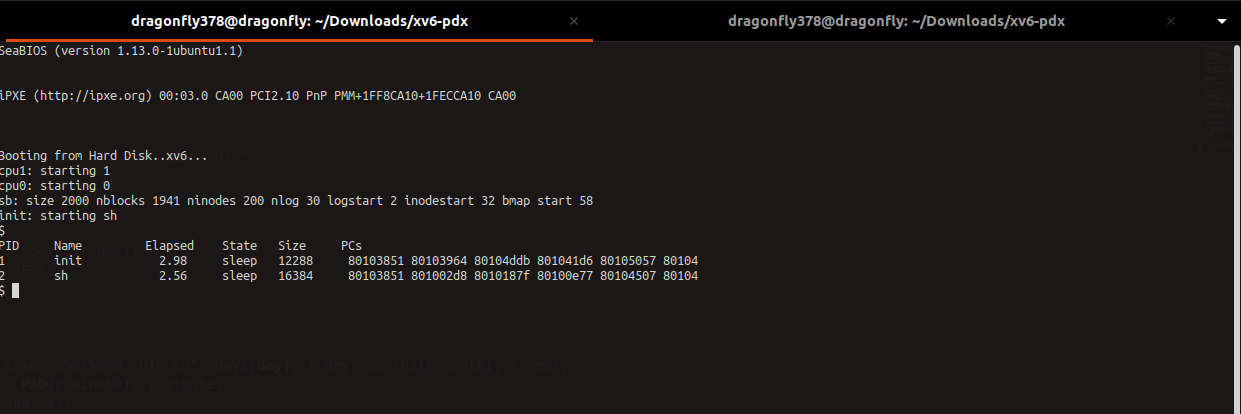 dragonfly378@dragonfly: ~/Downloads/xv6-pdx × dragonfly378@dragonfly: ~/Downloads/xv6-pdx ×
SeaBIOS (version 1.13.0-1ubuntu1.1)
iPXE (http://ipxe.org) 00:03.0 CA00 PCI2.10 PnP PMM+1FF8CA10+1FECCA10 CA00
Booting from Hard Disk..xv6...
cpu1: starting 1
cpu0: starting 0
sb: size 2000 nblocks 1941 ninodes 200 nlog 30 logstart 2 inodestart 32 bmap start 58
init: starting sh
$
PID Name Elapsed State Size PCs
1 init 2.98 sleep 12288 80103851 80103964 80104ddb 801041d6 80105057 80104
2 sh 2.56 sleep 16384 80103851 801002d8 8010187f 80100e77 80104507 80104
$